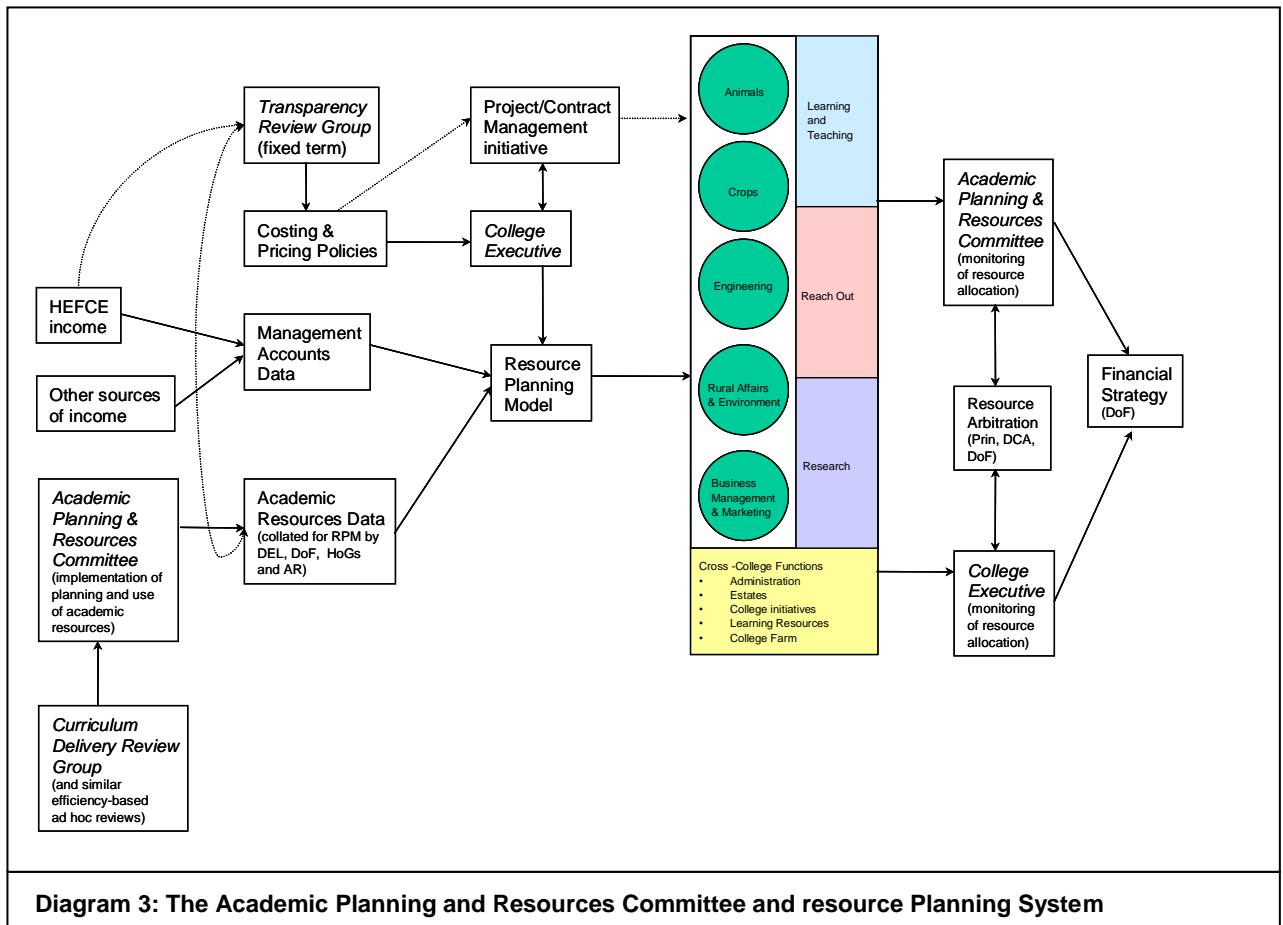 Transparency
Review Group
(fixed term)
Project/Contract
Management
initiative
Costing &
Pricing Policies
College
Executive
HEFCE
income
Other sources
of income
Management
Accounts
Data
Resource
Planning
Model
Academic
Planning &
Resources
Committee
(implementation of
planning and use
of academic
resources)
Academic
Resources Data
(collated for RPM by
DEL, DoF, HoGs
and AR)
Curriculum
Delivery Review
Group
(and similar
efficiency-based
ad hoc reviews)
Animals
Crops
Engineering
Rural Affairs
& Environment
Business
Management
& Marketing
Learning
and
Teaching
Reach Out
Research
Cross -College Functions
• Administration
• Estates
• College initiatives
• Learning Resources
• College Farm
Academic
Planning &
Resources
Committee
(monitoring
of resource
allocation)
Resource
Arbitration
(Prin, DCA,
DoF)
College
Executive
(monitoring
of resource
allocation)
Financial
Strategy
(DoF)
Diagram 3: The Academic Planning and Resources Committee and resource Planning System